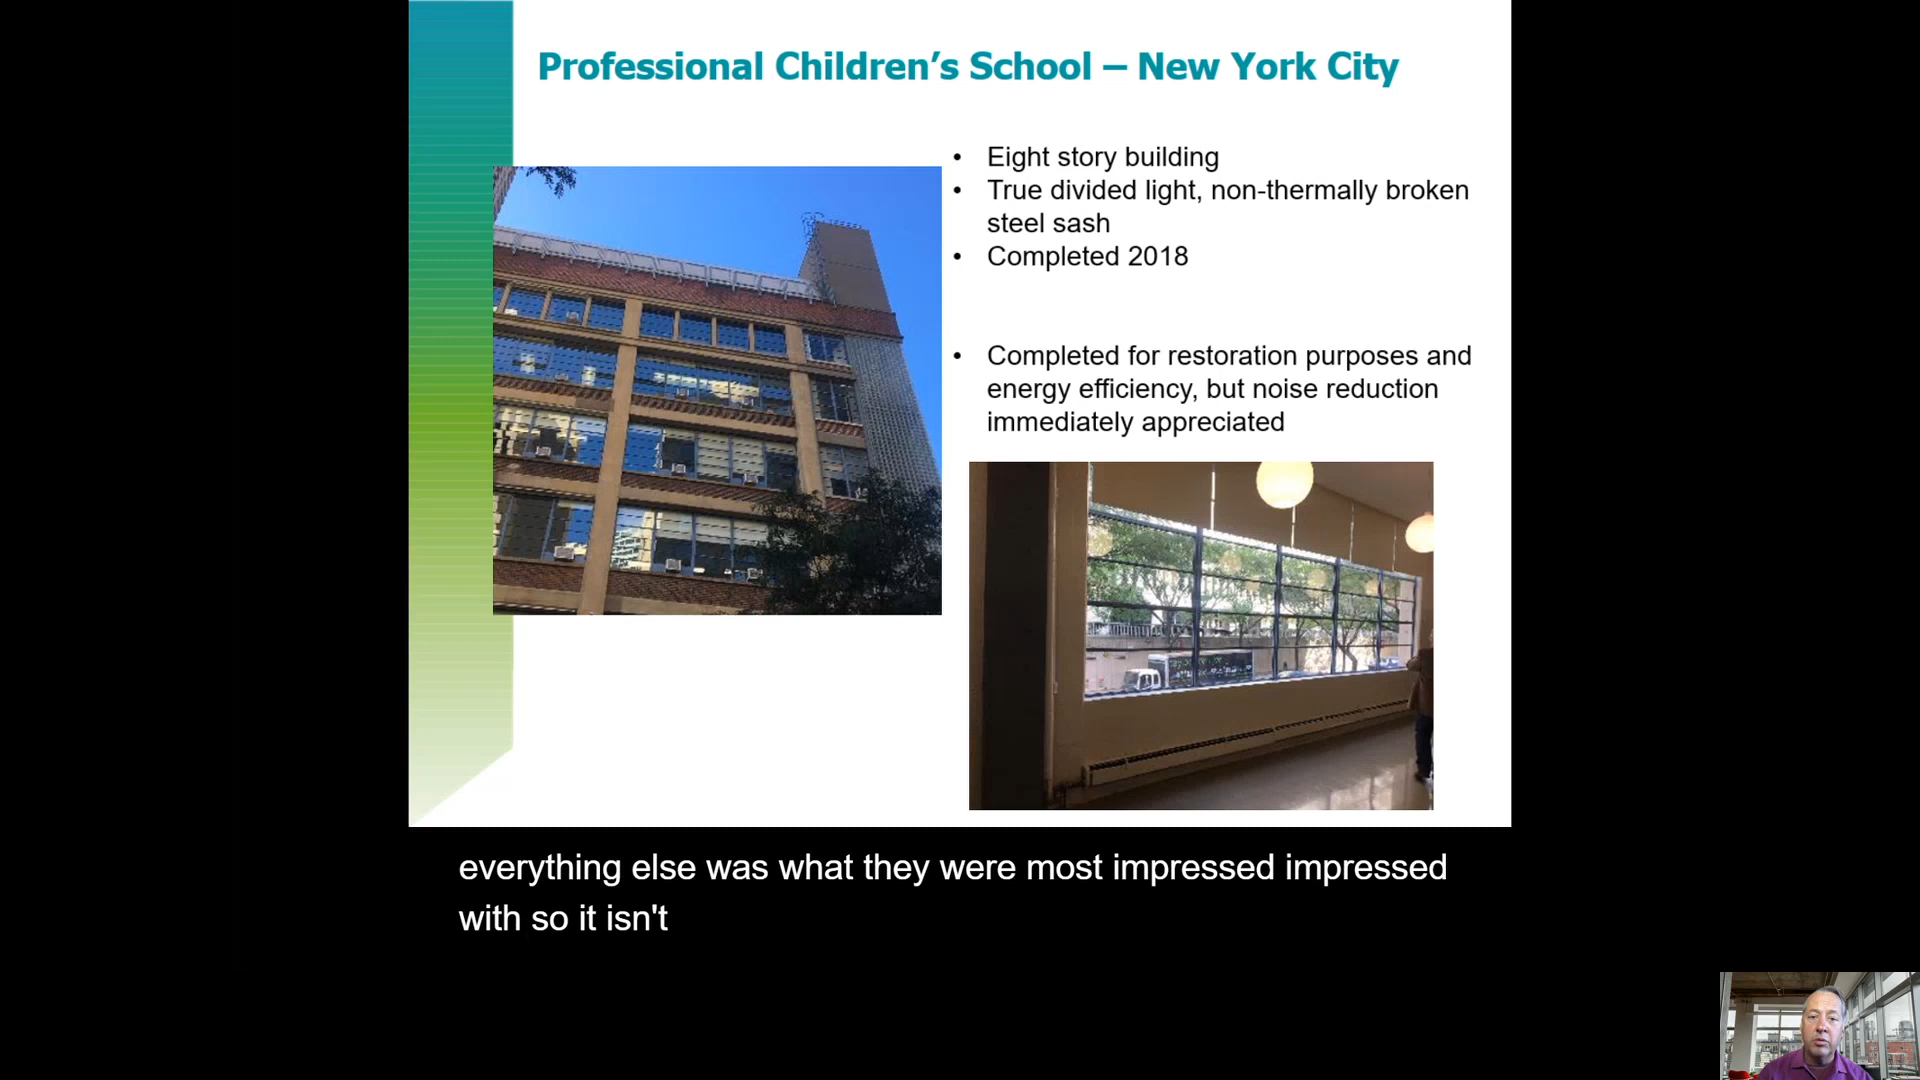 Professional Children’s School – New York City
• Eight story building
• True divided light, non-thermally broken
steel sash
• Completed 2018
• Completed for restoration purposes and
energy efficiency, but noise reduction
immediately appreciated
everything else was what they were most impressed impressed
with so it isn't